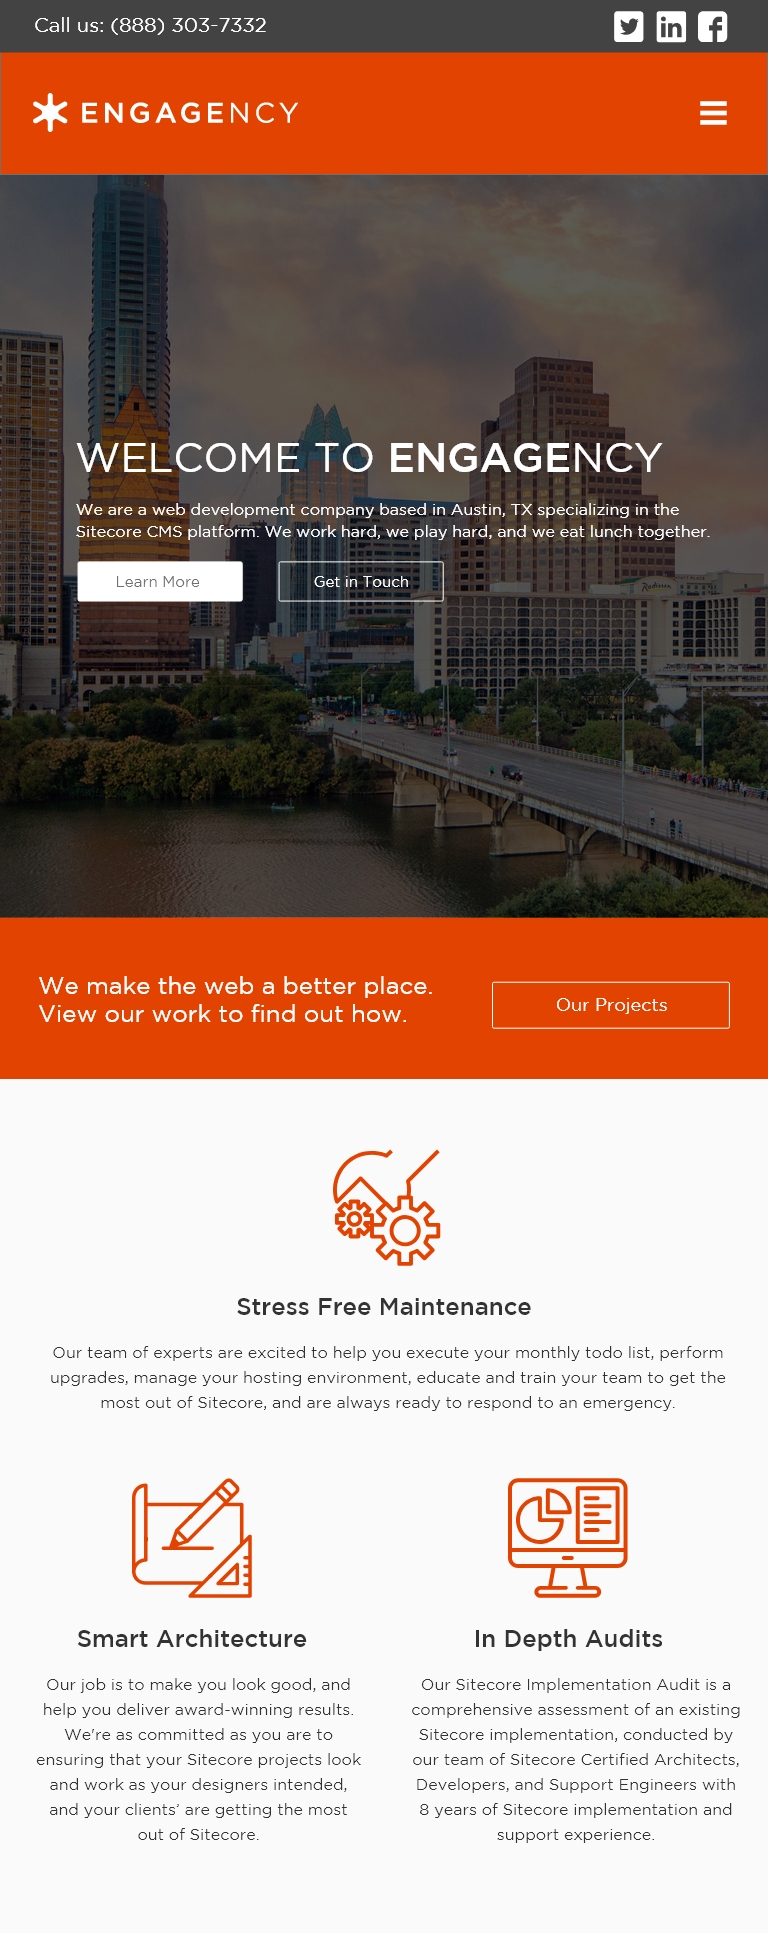 Call us: (888) 303-7332
ENGAGENCY
WELCOME TO ENGAGENCY
We are a web development company based in Austin, TX specializing in the
Sitecore CMS platform. We work hard, we play hard, and we eat lunch together.
Learn More
Get in Touch
Radisson
We make the web a better place.
View our work to find out how.
Our Projects
Stress Free Maintenance
Our team of experts are excited to help you execute your monthly todo list, perform
upgrades, manage your hosting environment, educate and train your team to get the
most out of Sitecore, and are always ready to respond to an emergency.
Smart Architecture
Our job is to make you look good, and
help you deliver award-winning results.
We're as committed as you are to
ensuring that your Sitecore projects look
and work as your designers intended,
and your clients’ are getting the most
out of Sitecore.
In Depth Audits
Our Sitecore Implementation Audit is a
comprehensive assessment of an existing
Sitecore implementation, conducted by
our team of Sitecore Certified Architects,
Developers, and Support Engineers with
8 years of Sitecore implementation and
support experience.